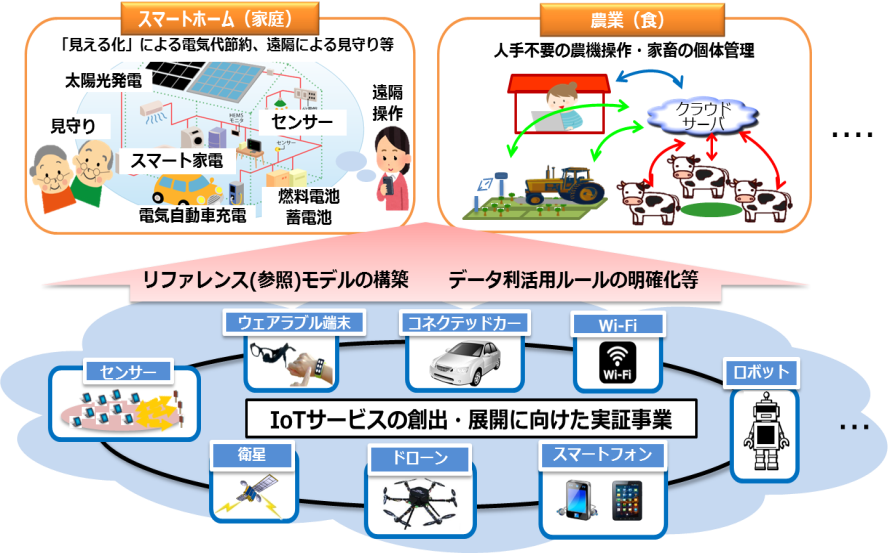 スマートホーム（家庭）
「見える化」による電気代節約、遠隔による見守り等
太陽光発電
HEMS
モニタ
センサー
センサー
遠隔
操作
見守り
スマート家電
電気自動車充電
燃料電池
蓄電池
農業（食）
人手不要の農機操作・家畜の個体管理
クラウド
サーバ
‥‥
リファレンス(参照)モデルの構築
データ利活用ルールの明確化等
ウェアラブル端末
コネクテッドカー
Wi-Fi
Wi-Fi
センサー
ロボット
IoTサービスの創出・展開に向けた実証事業
…
衛星
ドローン
スマートフォン